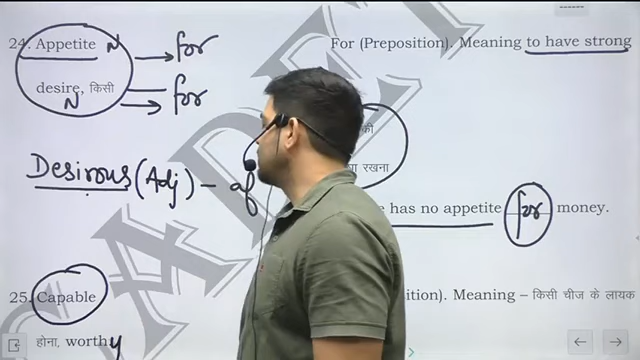 24. Appetite N → for For (Preposition). Meaning to have strong
desire, किसी की
N → for रखना
Desirous (Adj) - of
has no appetite for money.
25. Capable Meaning – किसी चीज के लायक
होना, worthy